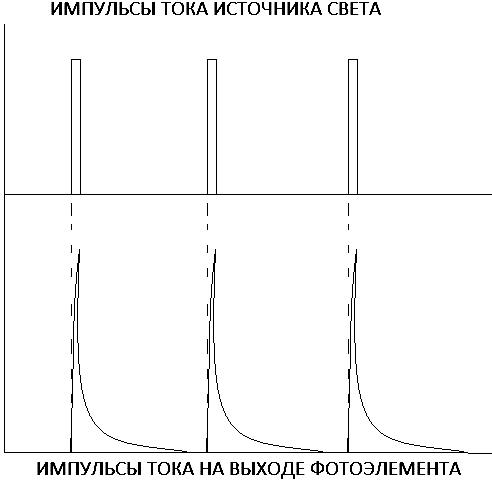 ИМПУЛЬСЫ ТОКА ИСТОЧНИКА СВЕТА
ИМПУЛЬСЫ ТОКА НА ВЫХОДЕ ФОТОЭЛЕМЕНТА